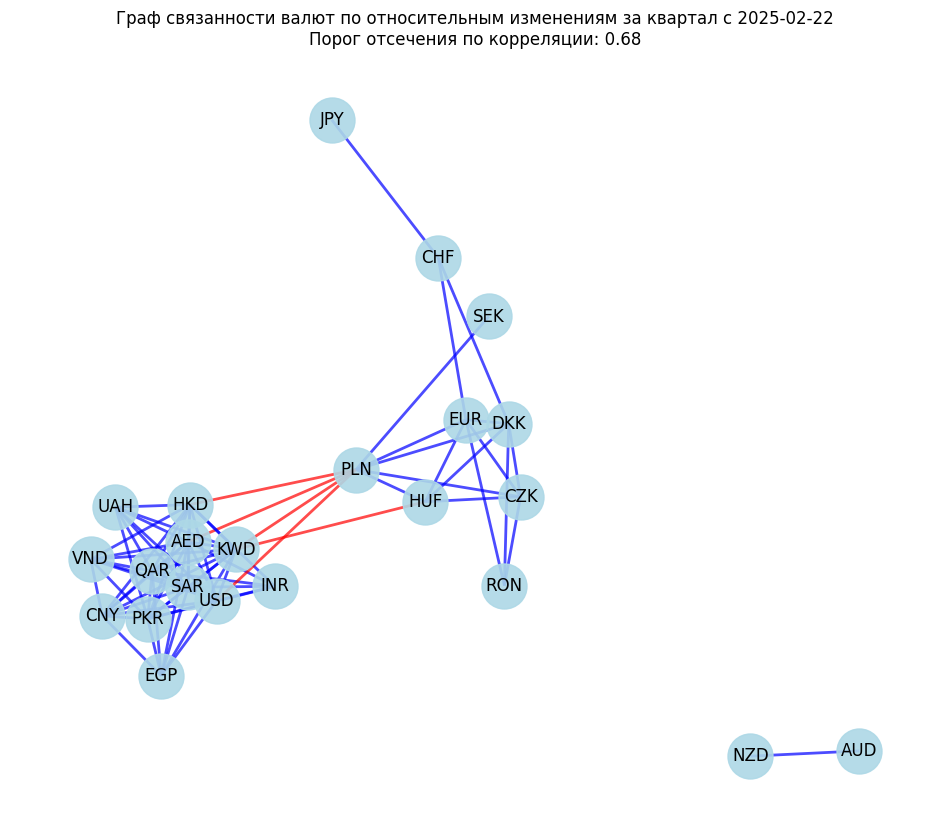 Граф связанности валют по относительным изменениям за квартал с 2025-02-22
Порог отсечения по корреляции: 0.68
JPY
CHF
SEK
EUR
DKK
PLN
HUF
CZK
UAH
HKD
AED
KWD
VND
QAR
SAR
USD
INR
RON
CNY
PKR
EGP
NZD
AUD